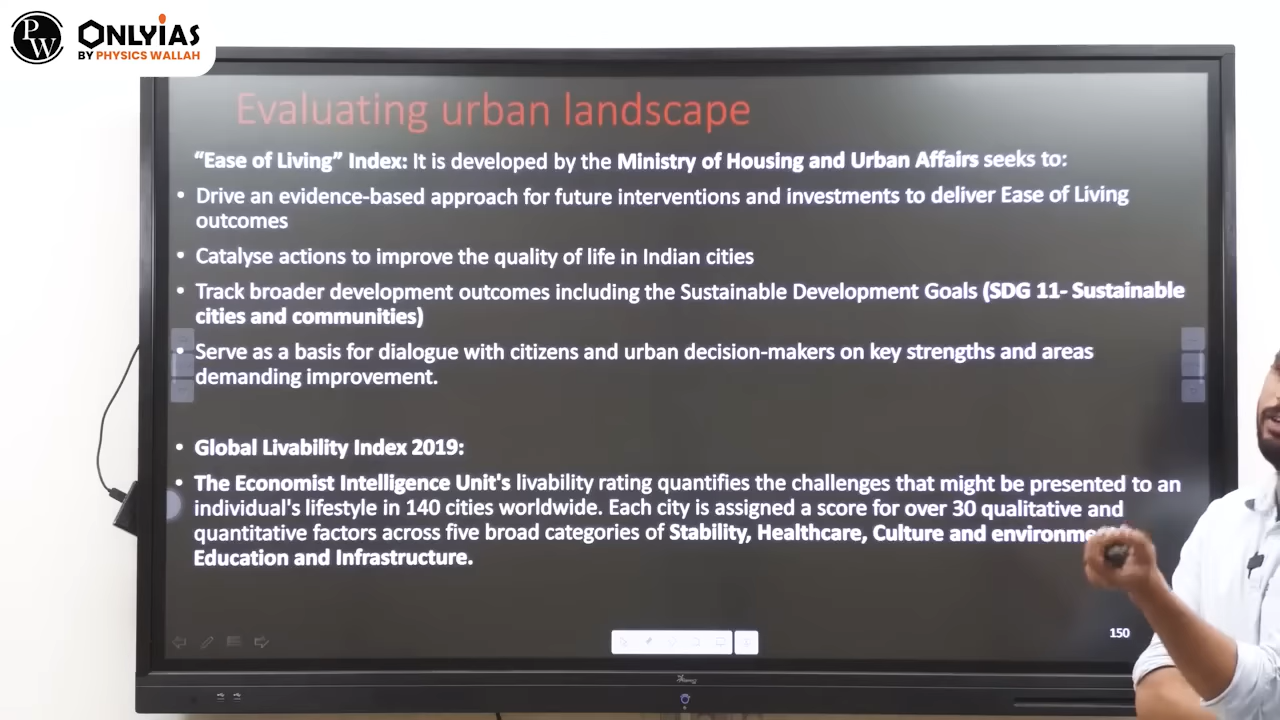 PW
ONLYIAS
BY PHYSICS WALLAH
Evaluating urban landscape
“Ease of Living” Index: It is developed by the Ministry of Housing and Urban Affairs seeks to:
• Drive an evidence-based approach for future interventions and investments to deliver Ease of Living
outcomes
• Catalyse actions to improve the quality of life in Indian cities
• Track broader development outcomes including the Sustainable Development Goals (SDG 11- Sustainable
cities and communities)
• Serve as a basis for dialogue with citizens and urban decision-makers on key strengths and areas
demanding improvement.
• Global Livability Index 2019:
• The Economist Intelligence Unit's livability rating quantifies the challenges that might be presented to an
individual's lifestyle in 140 cities worldwide. Each city is assigned a score for over 30 qualitative and
quantitative factors across five broad categories of Stability, Healthcare, Culture and
Education and Infrastructure.
150